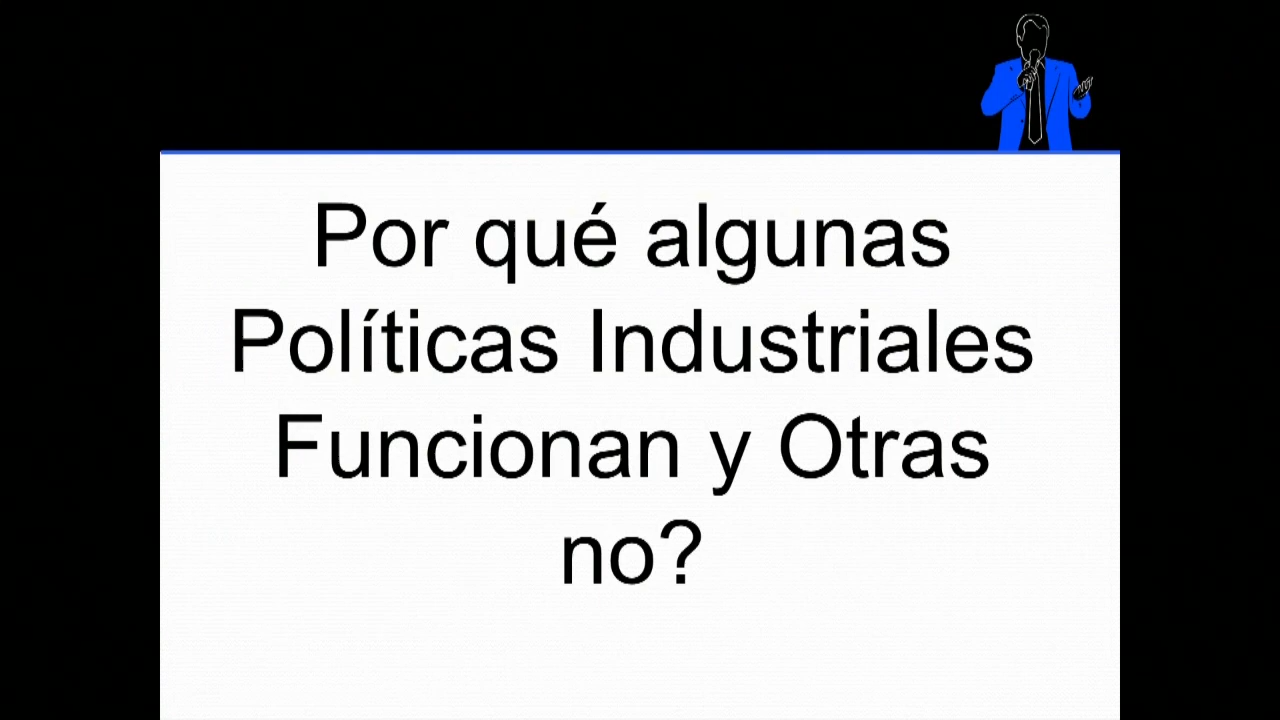 Por qué algunas
Políticas Industriales
Funcionan y Otras
no?